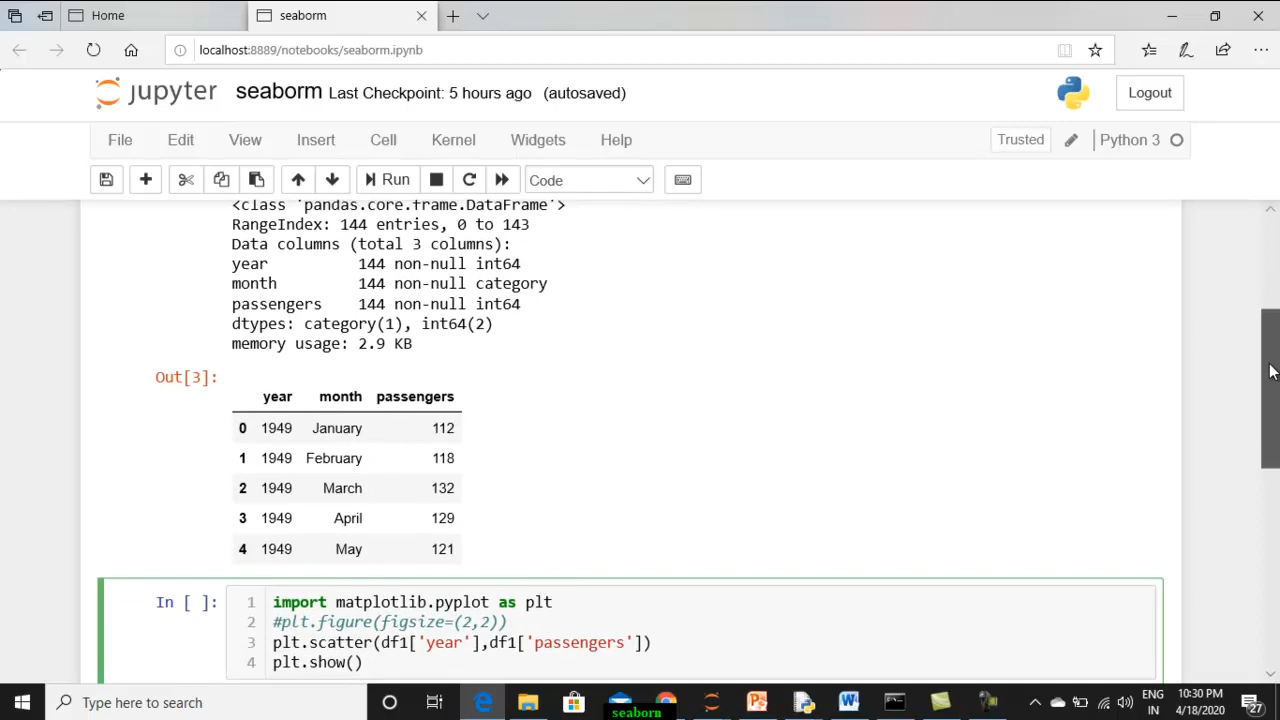 Home
seaborm
localhost:8889/notebooks/seaborm.ipynb
jupyter seaborm Last Checkpoint: 5 hours ago (autosaved)
Logout
File Edit View Insert Cell Kernel Widgets Help
Trusted
Python 3
Run
Code
<class 'pandas.core.frame.DataFrame'>
RangeIndex: 144 entries, 0 to 143
Data columns (total 3 columns):
year 144 non-null int64
month 144 non-null category
passengers 144 non-null int64
dtypes: category(1), int64(2)
memory usage: 2.9 KB
Out[3]:
year month passengers
0 1949 January 112
1 1949 February 118
2 1949 March 132
3 1949 April 129
4 1949 May 121
In [ ]:
1 import matplotlib.pyplot as plt
2 #plt.figure(figsize=(2,2))
3 plt.scatter(df1['year'],df1['passengers'])
4 plt.show()
Type here to search
seaborn
ENG
IN
10:30 PM
4/18/2020
27